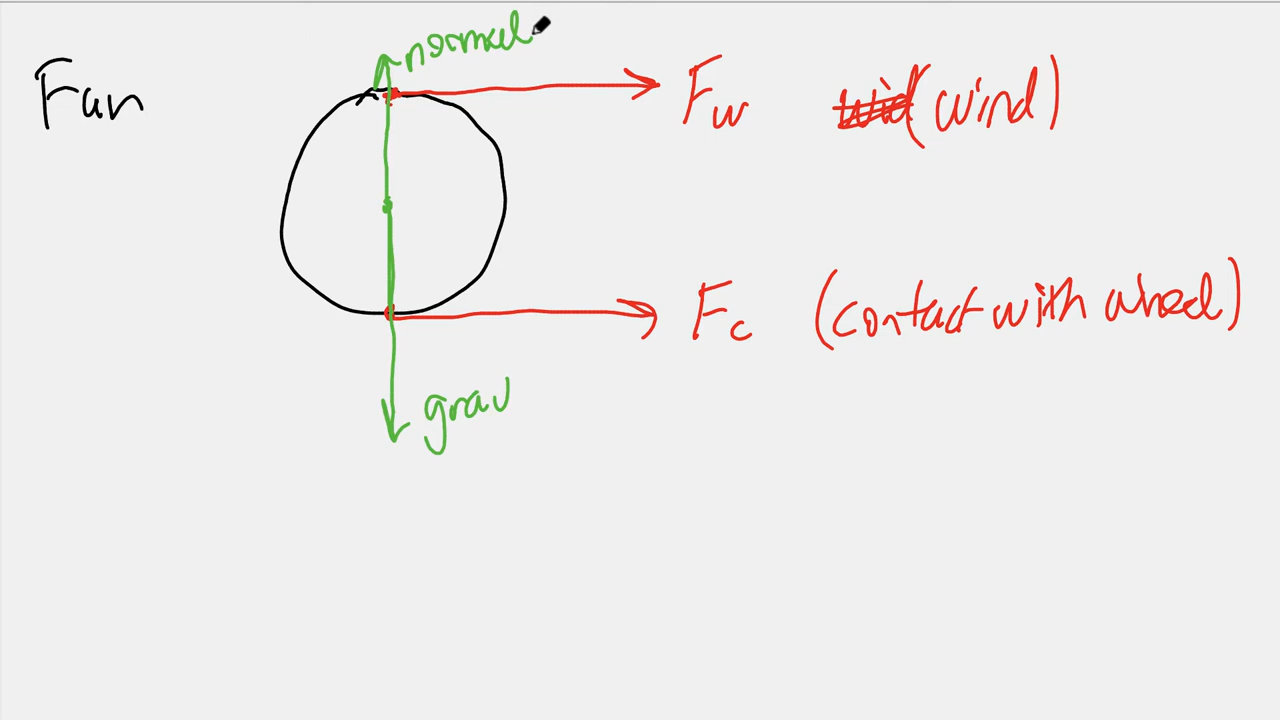 normal
Fan
Fw (wind)
Fc (contact with wheel)
grav